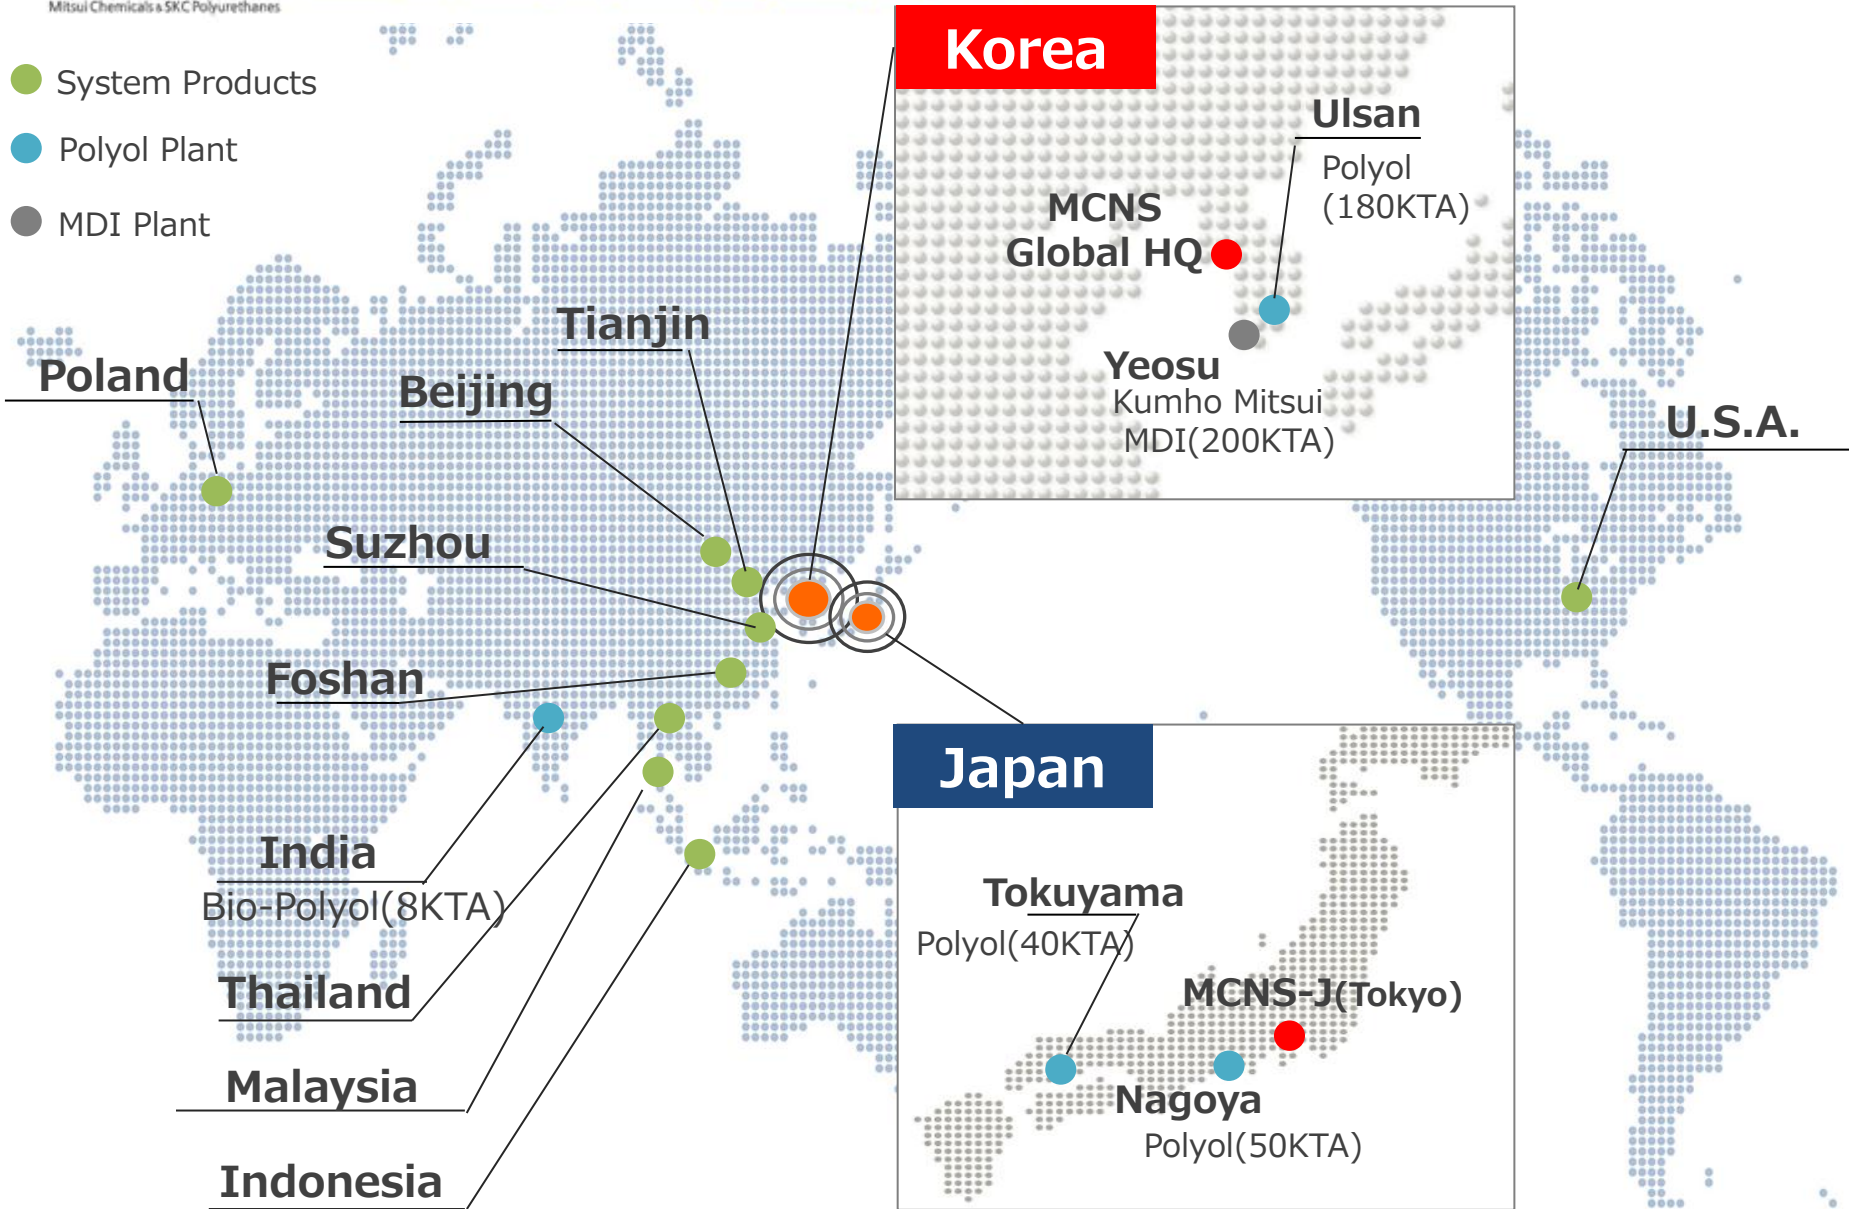 Mitsui Chemicals & SKC Polyurethanes
System Products
Polyol Plant
MDI Plant
Korea
Ulsan
Polyol
(180KTA)
MCNS
Global HQ
Yeosu
Kumho Mitsui
MDI(200KTA)
Tianjin
Poland
Beijing
U.S.A.
Suzhou
Foshan
Japan
India
Bio-Polyol(8KTA)
Tokuyama
Polyol(40KTA)
MCNS-J(Tokyo)
Thailand
Nagoya
Polyol(50KTA)
Malaysia
Indonesia